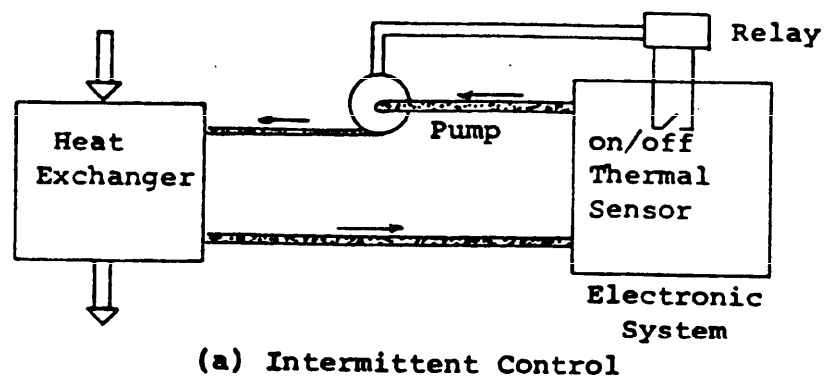 Relay
Pump
Heat
Exchanger
on/off
Thermal
Sensor
Electronic
System
(a) Intermittent Control